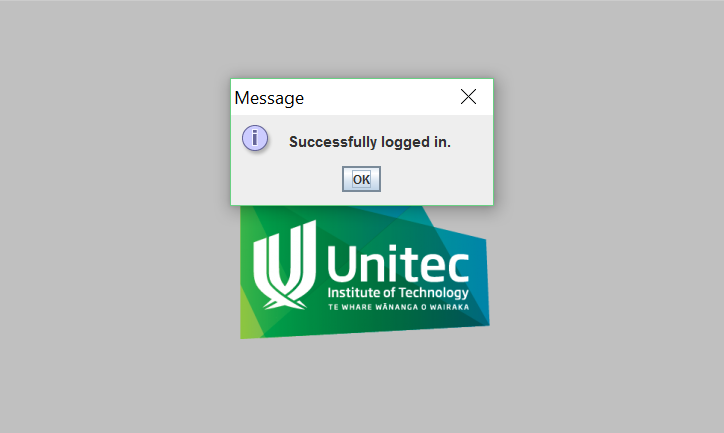 Message
Successfully logged in.
OK
Unitec
Institute of Technology
TE WHARE WĀNANGA O WAIRAKA